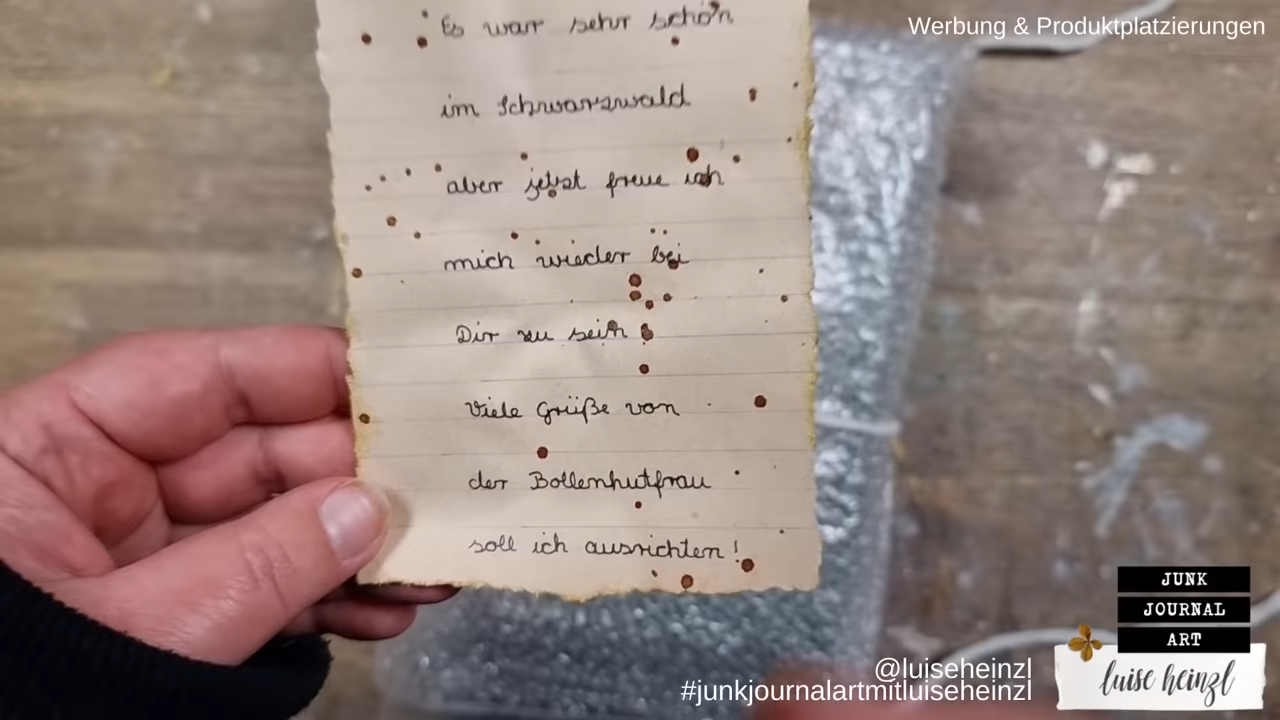 Werbung & Produktplatzierungen
Es war sehr schön
im Schwarzwald
aber jetzt freue ich
mich wieder bei
Dir zu sein
Viele Grüße von
der Bollenhutfrau
soll ich ausrichten!
JUNK
JOURNAL
ART
luise heinzl
@luiseheinzl
#junkjournalartmitluiseheinzl